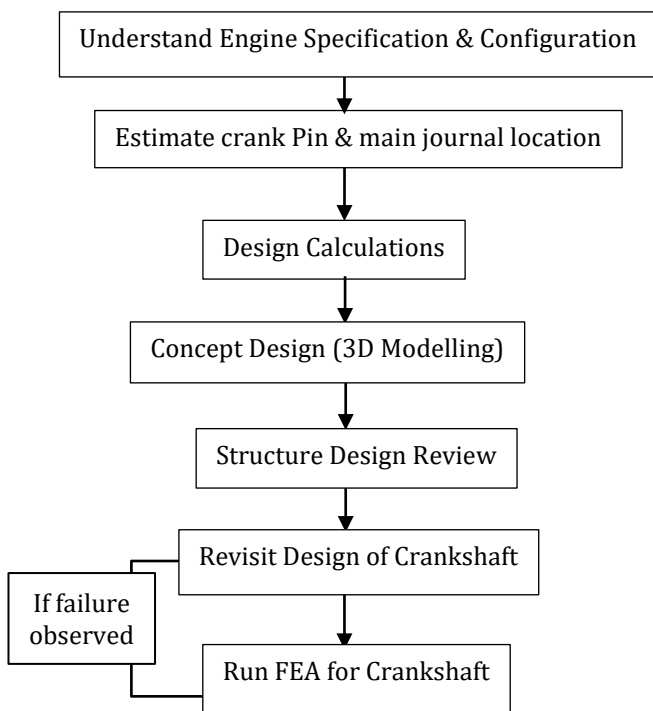 Understand Engine Specification & Configuration
Estimate crank Pin & main journal location
Design Calculations
Concept Design (3D Modelling)
Structure Design Review
Revisit Design of Crankshaft
If failure
observed
Run FEA for Crankshaft